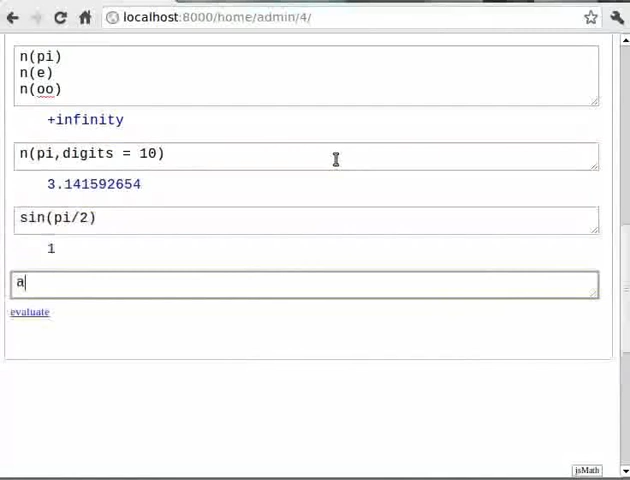 localhost:8000/home/admin/4/
n(pi)
n(e)
n(oo)
+infinity
n(pi,digits = 10)
3.141592654
sin(pi/2)
1
a
evaluate
jsMath